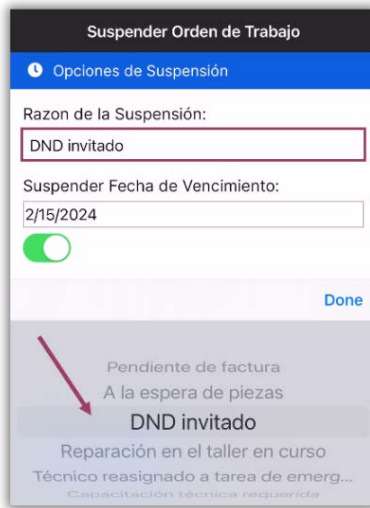 Suspender Orden de Trabajo
Opciones de Suspensión
Razon de la Suspensión:
DND invitado
Suspender Fecha de Vencimiento:
2/15/2024
Done
Pendiente de factura
A la espera de piezas
DND invitado
Reparación en el taller en curso
Técnico reasignado a tarea de emerg...
Capacitación técnica requerida